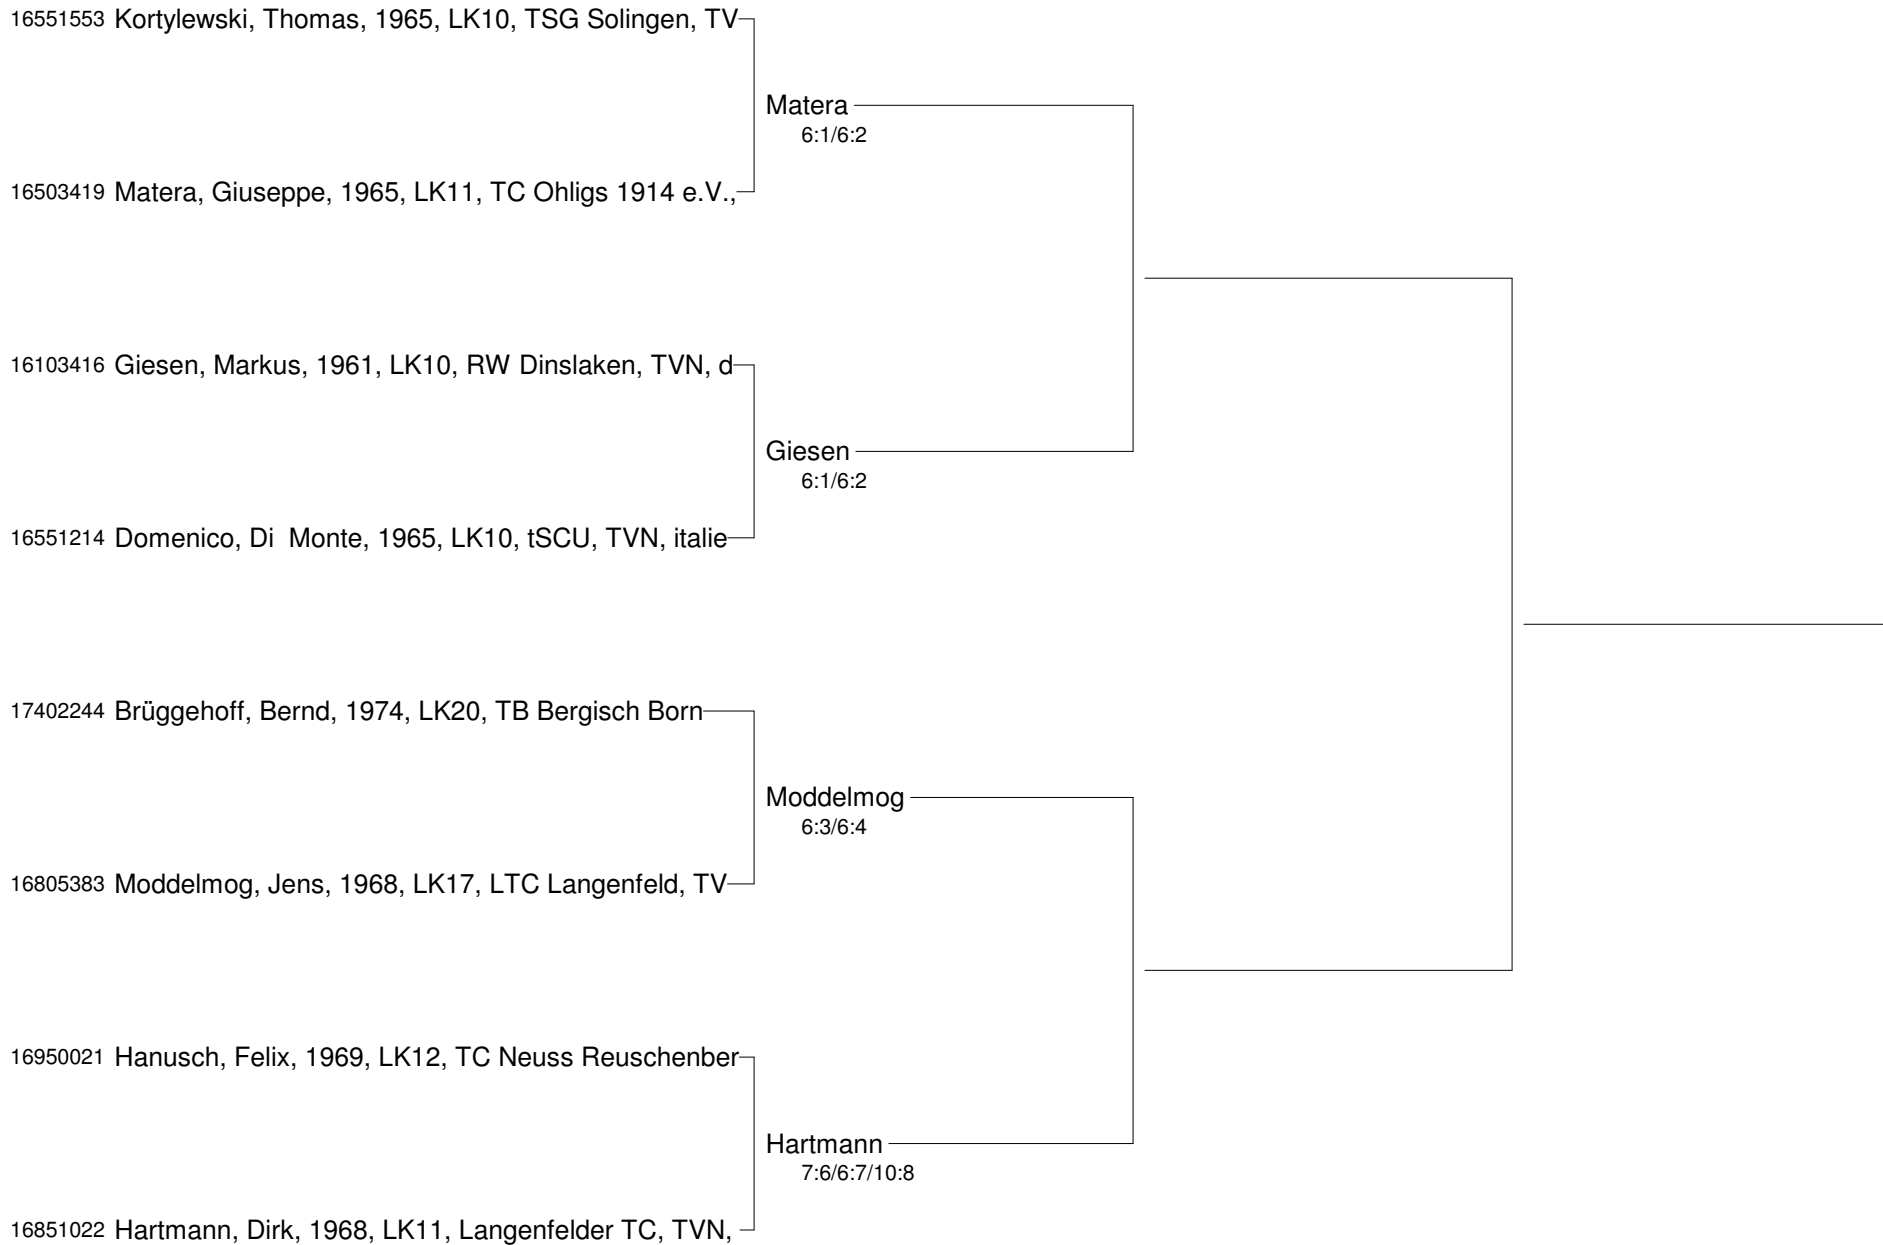 16551553 Kortylewski, Thomas, 1965, LK10, TSG Solingen, TV
Matera
6:1/6:2
16503419 Matera, Giuseppe, 1965, LK11, TC Ohligs 1914 e.V.,
16103416 Giesen, Markus, 1961, LK10, RW Dinslaken, TVN, d
Giesen
6:1/6:2
16551214 Domenico, Di  Monte, 1965, LK10, tSCU, TVN, italie
17402244 Brüggehoff, Bernd, 1974, LK20, TB Bergisch Born
Moddelmog
6:3/6:4
16805383 Moddelmog, Jens, 1968, LK17, LTC Langenfeld, TV
16950021 Hanusch, Felix, 1969, LK12, TC Neuss Reuschenber
Hartmann
7:6/6:7/10:8
16851022 Hartmann, Dirk, 1968, LK11, Langenfelder TC, TVN,